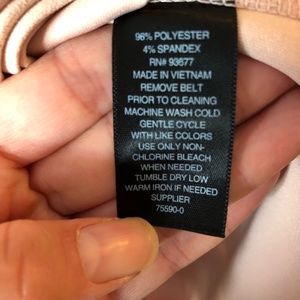 96% POLYESTER
4% SPANDEX
RN# 93677
MADE IN VIETNAM
REMOVE BELT
PRIOR TO CLEANING
MACHINE WASH COLD
GENTLE CYCLE
WITH LIKE COLORS
USE ONLY NON-
CHLORINE BLEACH
WHEN NEEDED
TUMBLE DRY LOW
WARM IRON IF NEEDED
SUPPLIER
75590-0